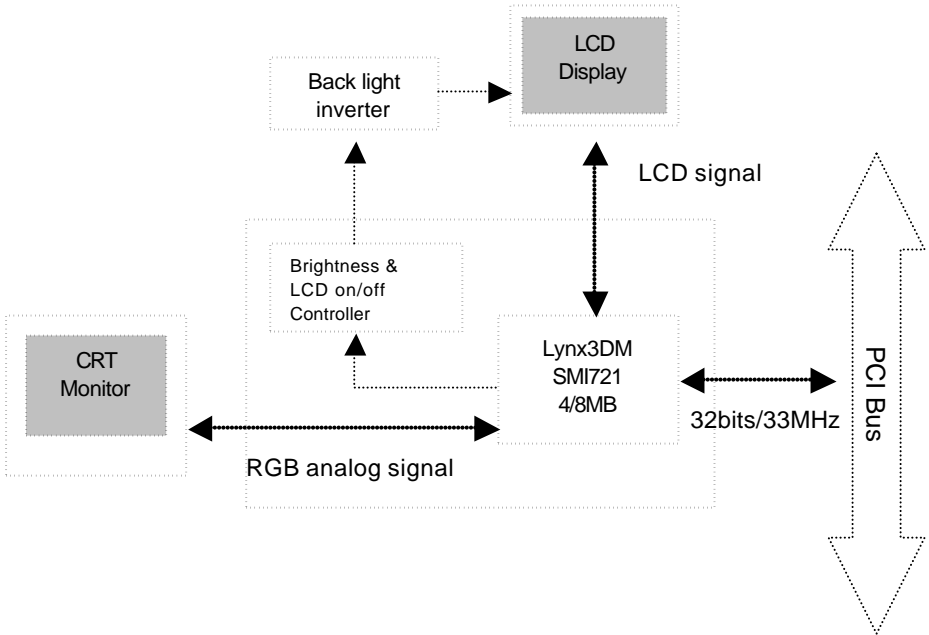 LCD
Display
Back light
inverter
LCD signal
Brightness &
LCD on/off
Controller
Lynx3DM
SMI721
4/8MB
CRT
Monitor
32bits/33MHz
PCI Bus
RGB analog signal